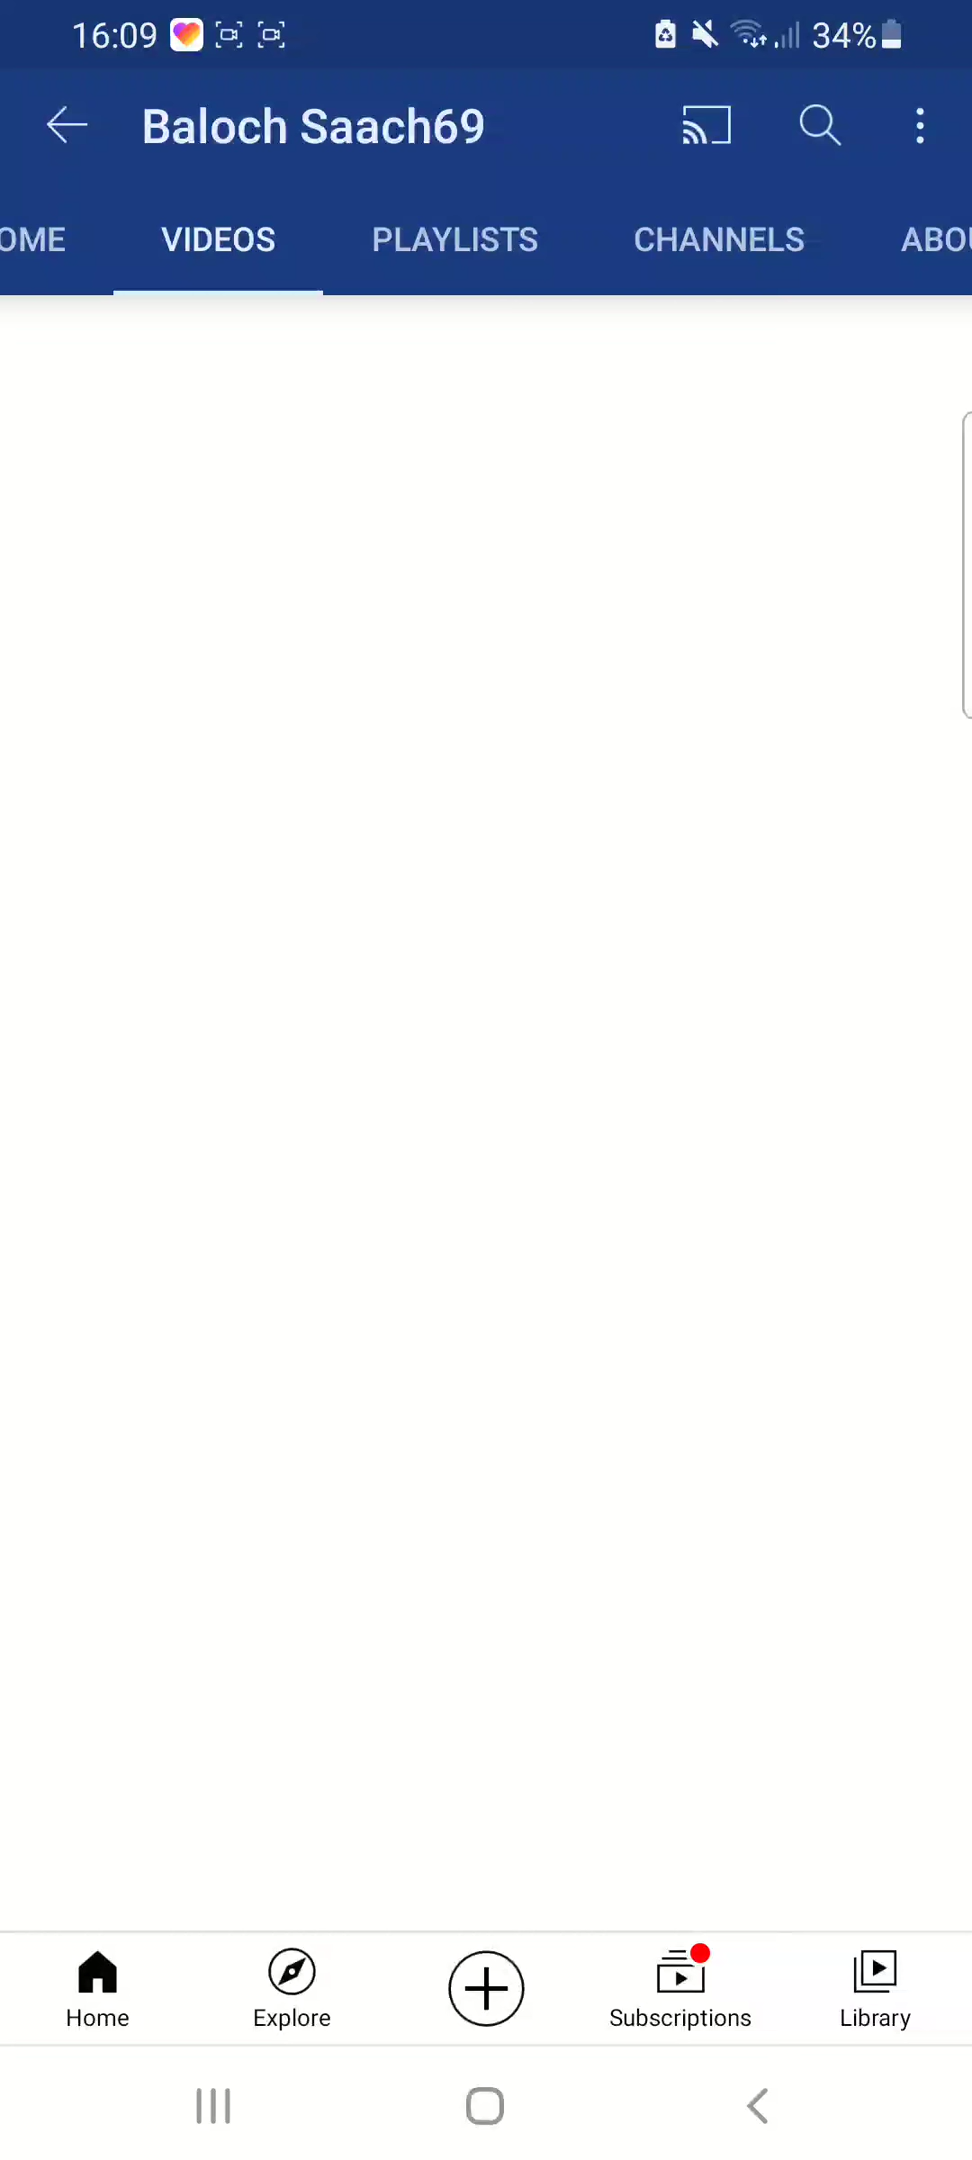 16:09 34%
Baloch Saach69
OME VIDEOS PLAYLISTS CHANNELS ABOU
Home Explore Subscriptions Library